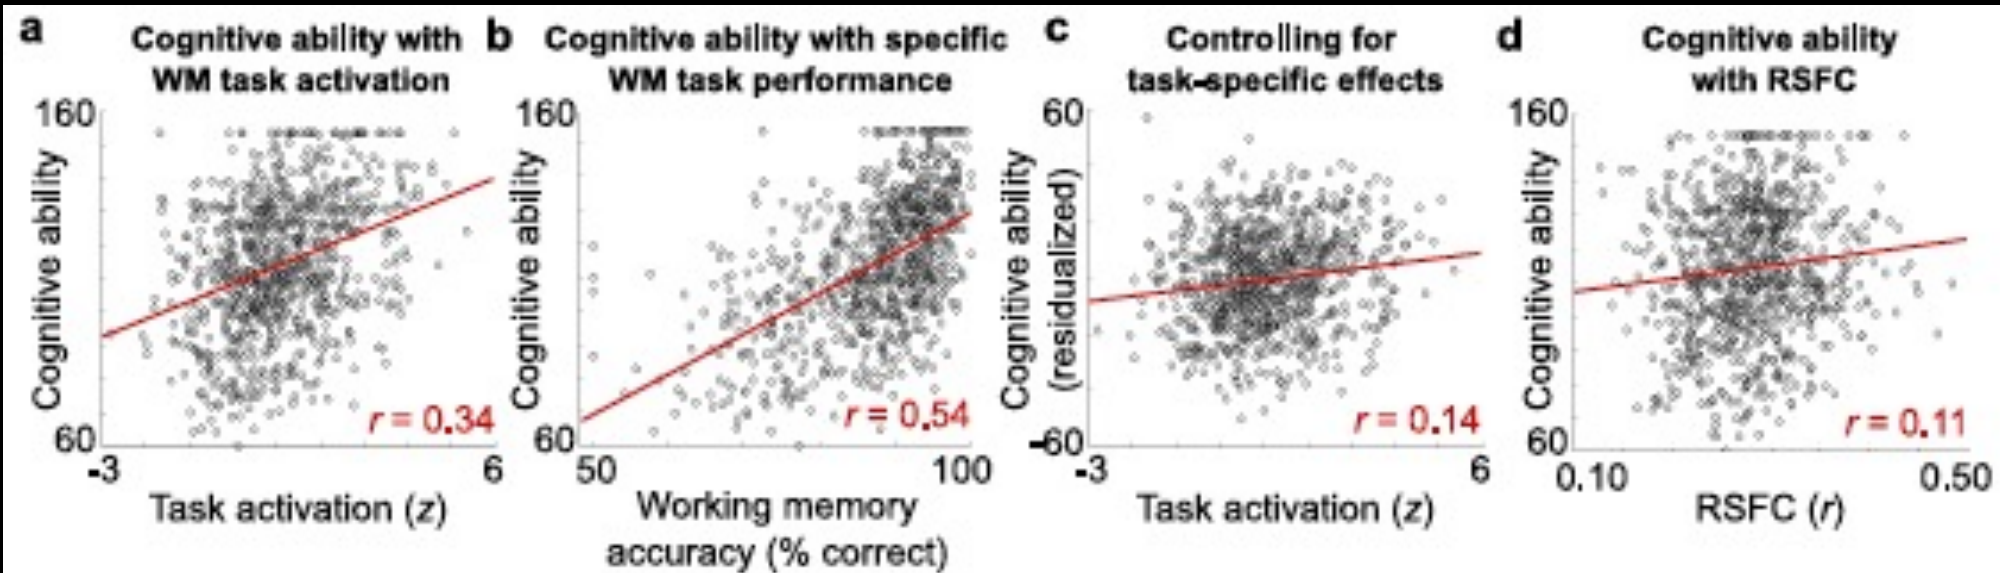 a
Cognitive ability with
WM task activation
160
Cognitive ability
60
-3
6
Task activation (z)
r = 0.34
b
Cognitive ability with specific
WM task performance
160
Cognitive ability
60
50
100
Working memory
accuracy (% correct)
r = 0.54
c
Controlling for
task-specific effects
60
Cognitive ability
(residualized)
-60
-3
6
Task activation (z)
r = 0.14
d
Cognitive ability
with RSFC
160
Cognitive ability
60
0.10
0.50
RSFC (r)
r = 0.11